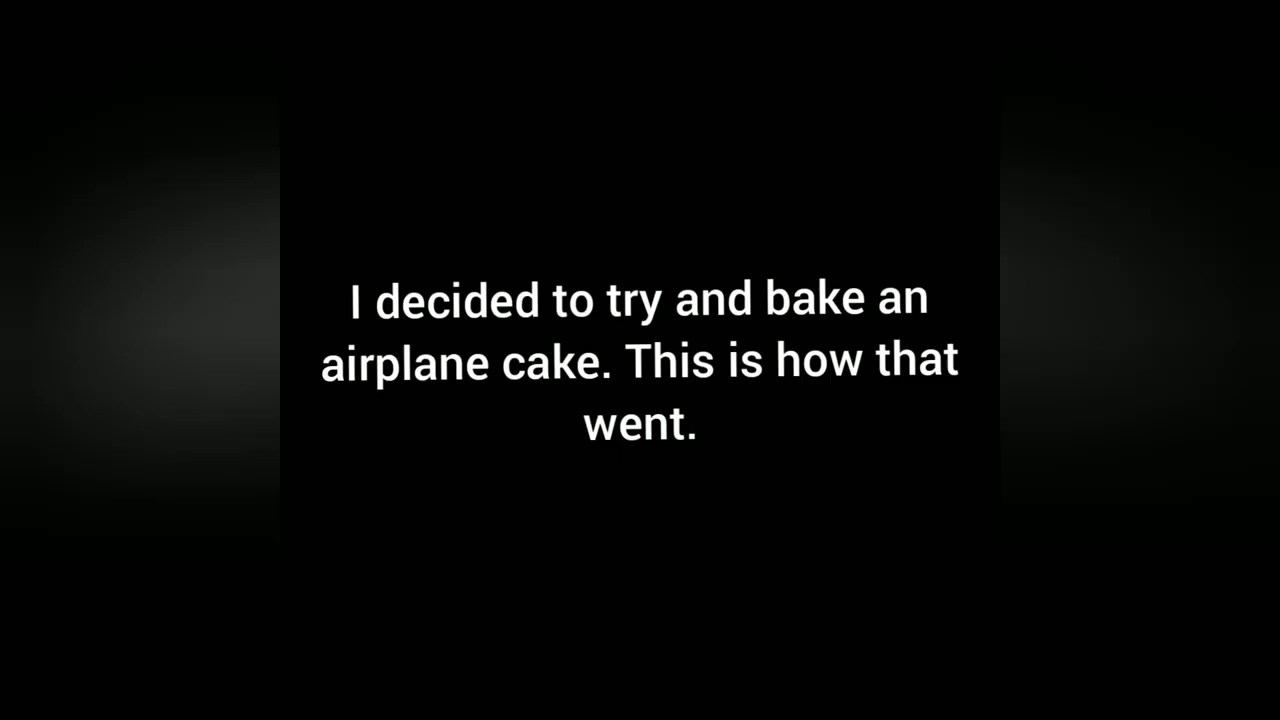 I decided to try and bake an
airplane cake. This is how that
went.